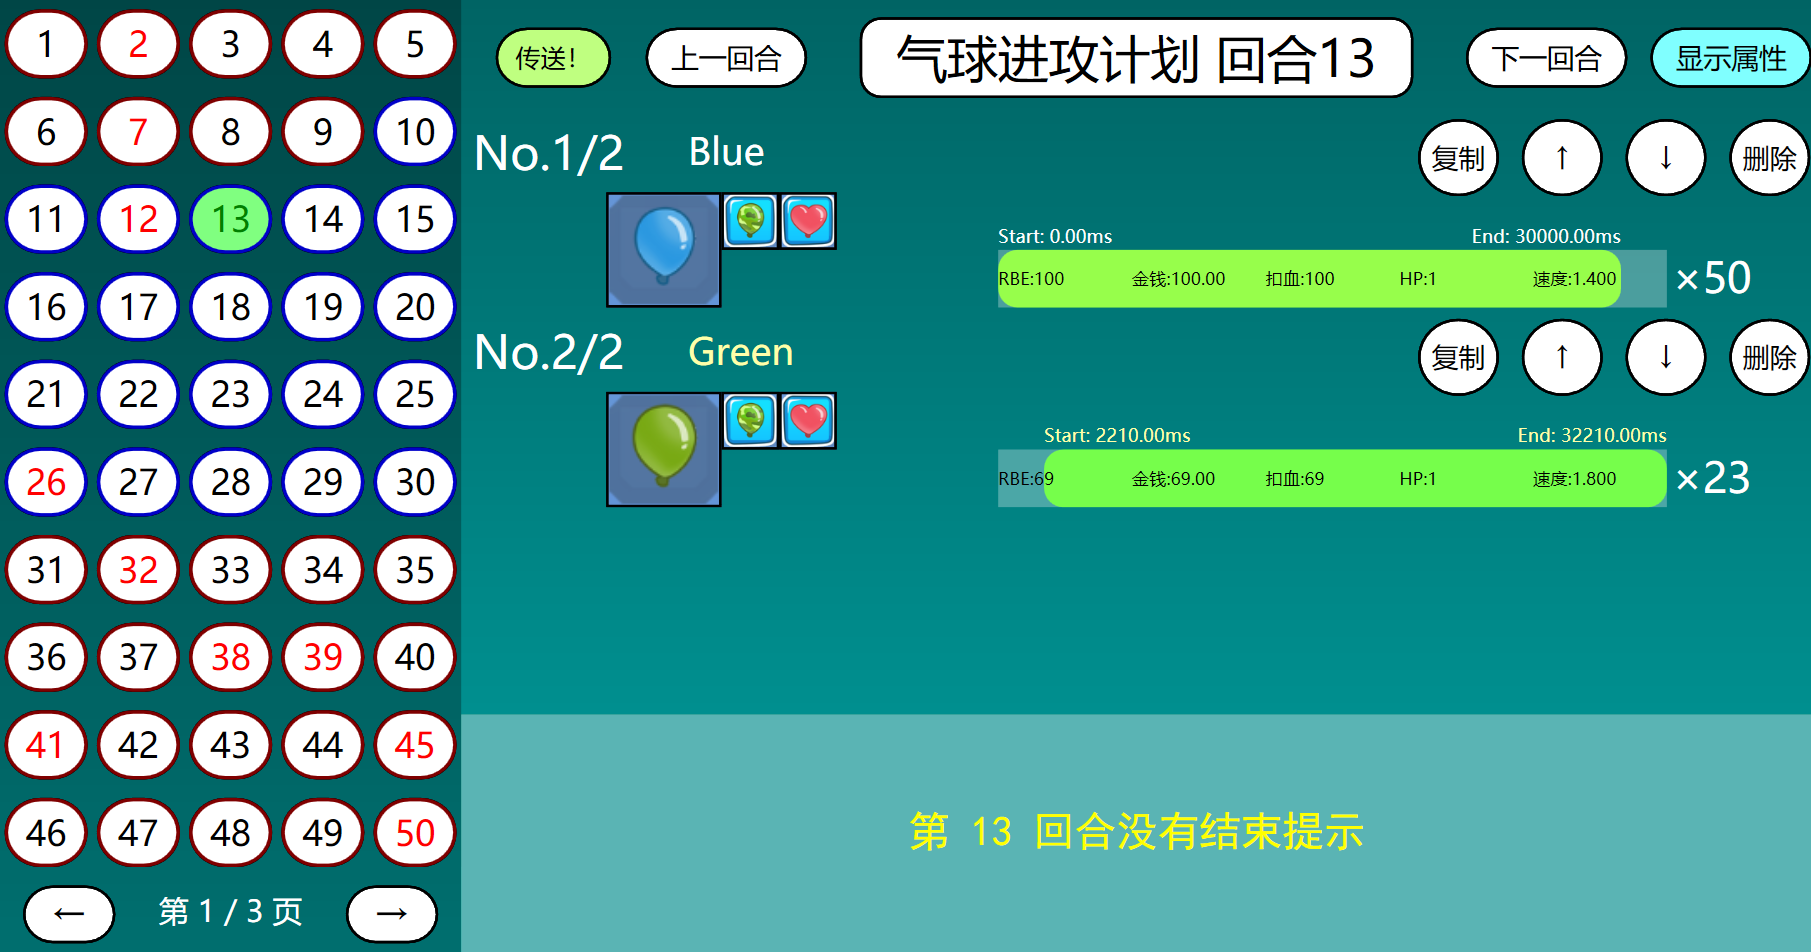 1 2 3 4 5
6 7 8 9 10
11 12 13 14 15
16 17 18 19 20
21 22 23 24 25
26 27 28 29 30
31 32 33 34 35
36 37 38 39 40
41 42 43 44 45
46 47 48 49 50
← 第 1 / 3 页 →
传送! 上一回合 气球进攻计划 回合13 下一回合 显示属性
No.1/2 Blue 复制 ↑ ↓ 删除
Start: 0.00ms End: 30000.00ms
RBE:100 金钱:100.00 扣血:100 HP:1 速度:1.400 ×50
No.2/2 Green 复制 ↑ ↓ 删除
Start: 2210.00ms End: 32210.00ms
RBE:69 金钱:69.00 扣血:69 HP:1 速度:1.800 ×23
第 13 回合没有结束提示